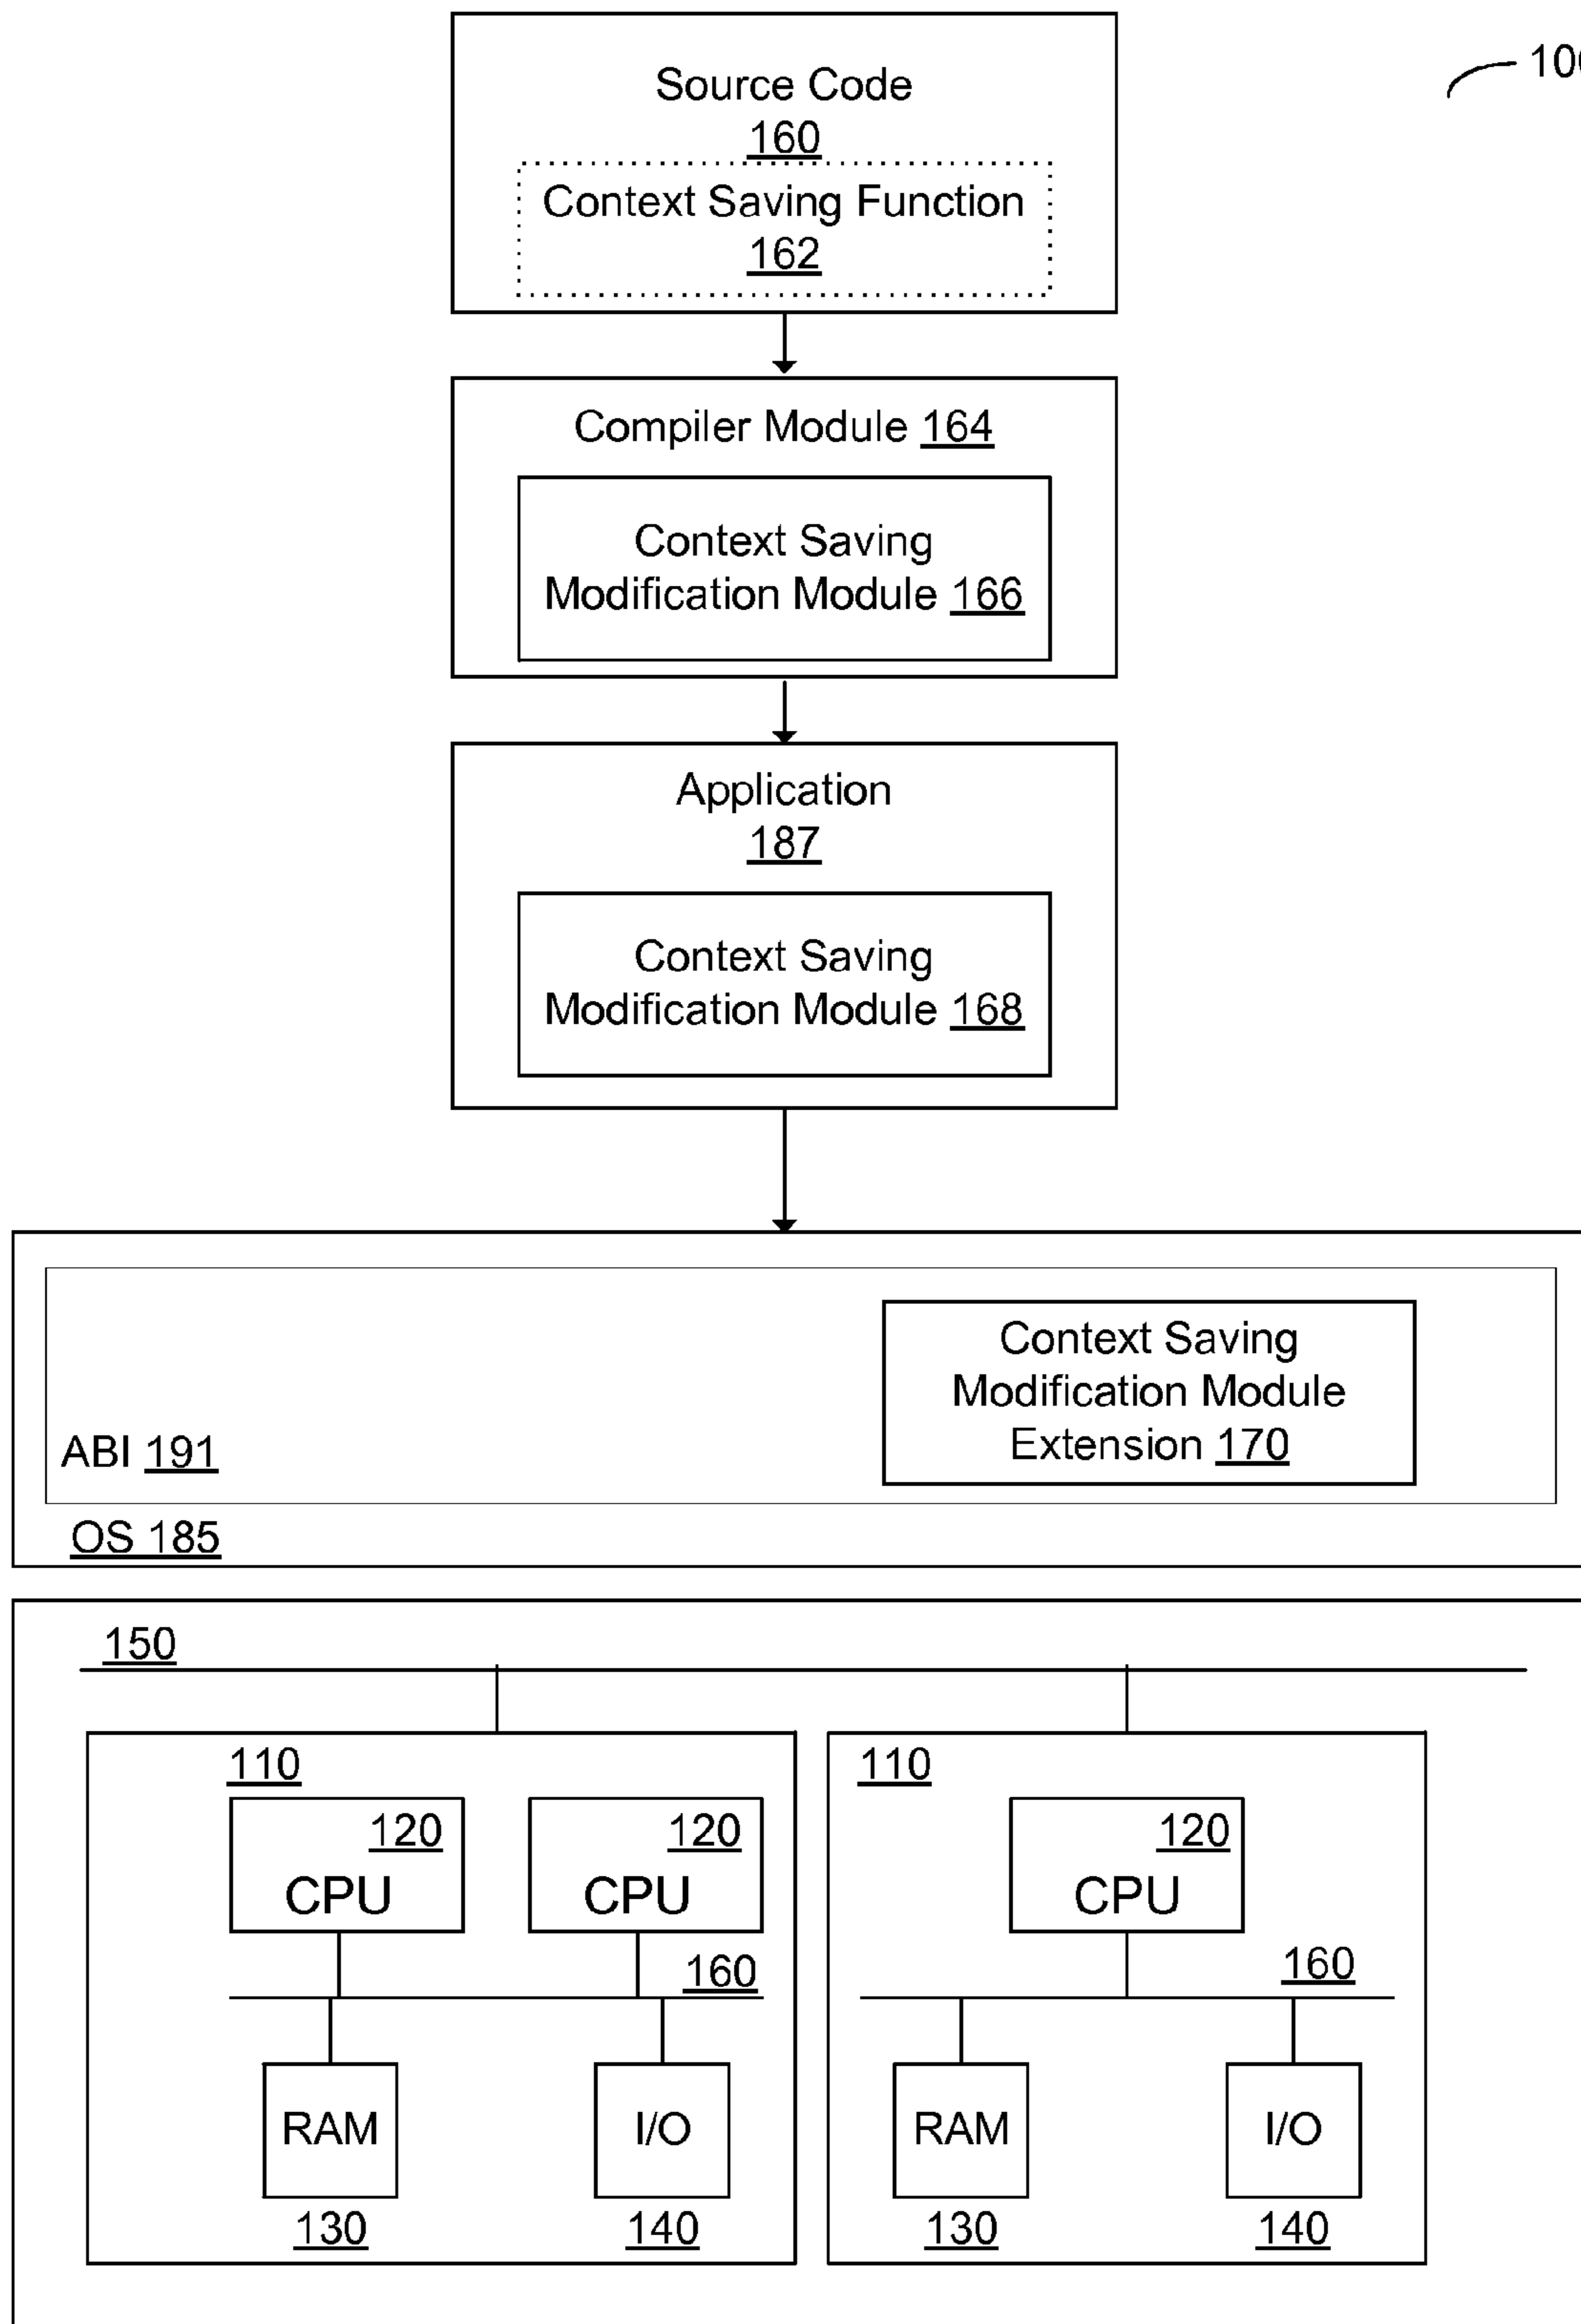 100
Source Code
160
Context Saving Function
162
Compiler Module 164
Context Saving
Modification Module 166
Application
187
Context Saving
Modification Module 168
Context Saving
Modification Module
Extension 170
ABI 191
OS 185
150
110
110
120
120
120
CPU
CPU
CPU
160
160
RAM
I/O
RAM
I/O
130
140
130
140